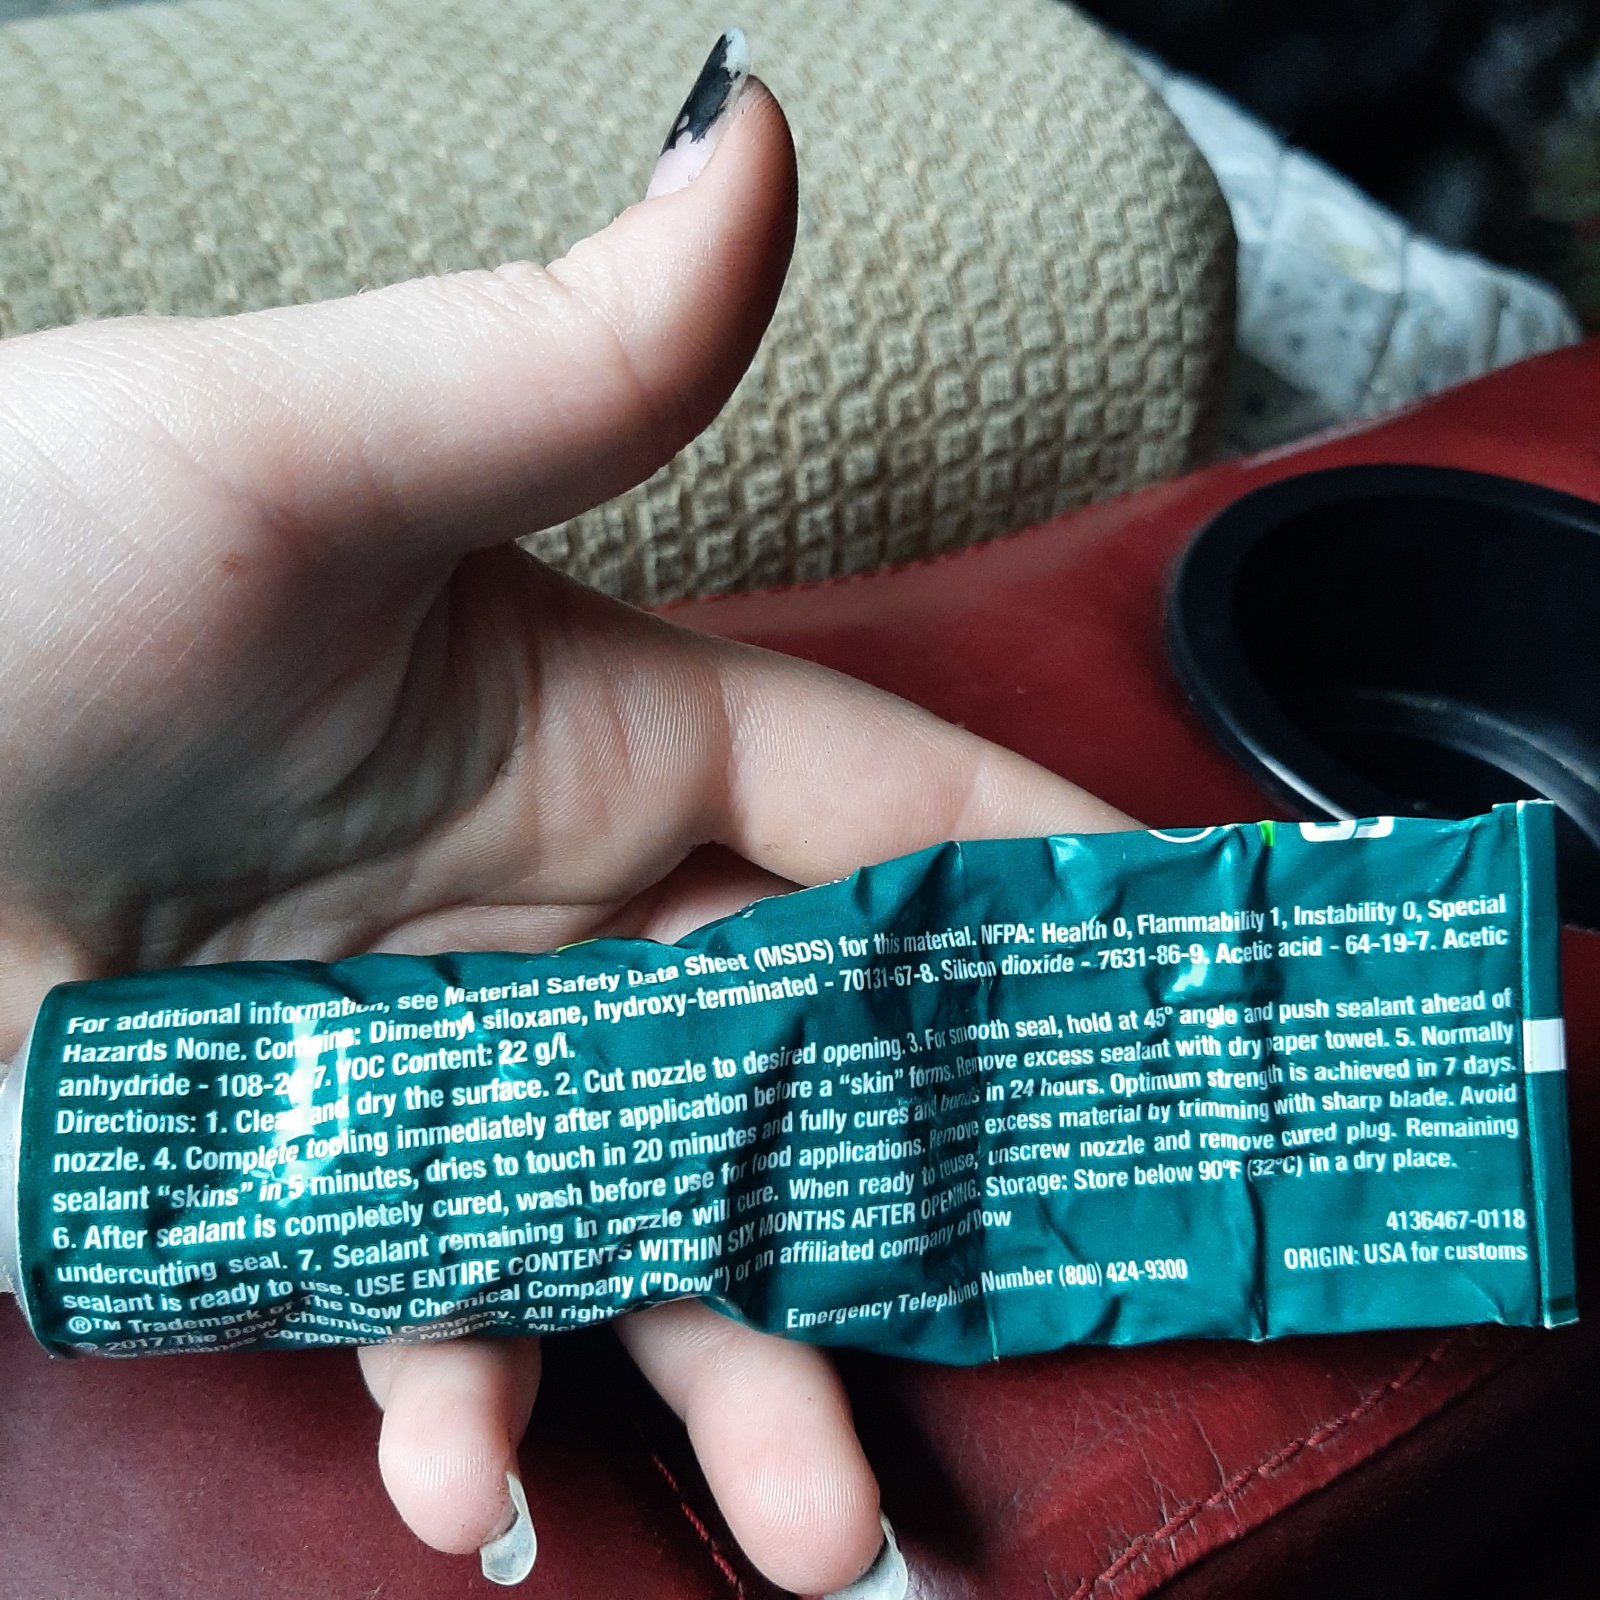 For additional information, see Material Safety Data Sheet (MSDS) for this material. NFPA: Health 0, Flammability 1, Instability 0, Special
Hazards None. Contains: Dimethyl siloxane, hydroxy-terminated - 70131-67-8. Silicon dioxide - 7631-86-9. Acetic acid - 64-19-7. Acetic
anhydride - 108-24-7. VOC Content: 22 g/l.
Directions: 1. Clean and dry the surface. 2. Cut nozzle to desired opening. 3. For smooth seal, hold at 45° angle and push sealant ahead of
nozzle. 4. Complete tooling immediately after application before a “skin” forms. Remove excess sealant with dry paper towel. 5. Normally
sealant “skins” in 5 minutes, dries to touch in 20 minutes and fully cures and bonds in 24 hours. Optimum strength is achieved in 7 days.
6. After sealant is completely cured, wash before use for food applications. Remove excess material by trimming with sharp blade. Avoid
undercutting seal. 7. Sealant remaining in nozzle will cure. When ready to reuse, unscrew nozzle and remove cured plug. Remaining
sealant is ready to use. USE ENTIRE CONTENTS WITHIN SIX MONTHS AFTER OPENING. Storage: Store below 90°F (32°C) in a dry place.
®™ Trademark of The Dow Chemical Company ("Dow") or an affiliated company of Dow
4136467-0118
© 2017 The Dow Chemical Company. All rights
Corporation, Midland,
Emergency Telephone Number (800) 424-9300
ORIGIN: USA for customs